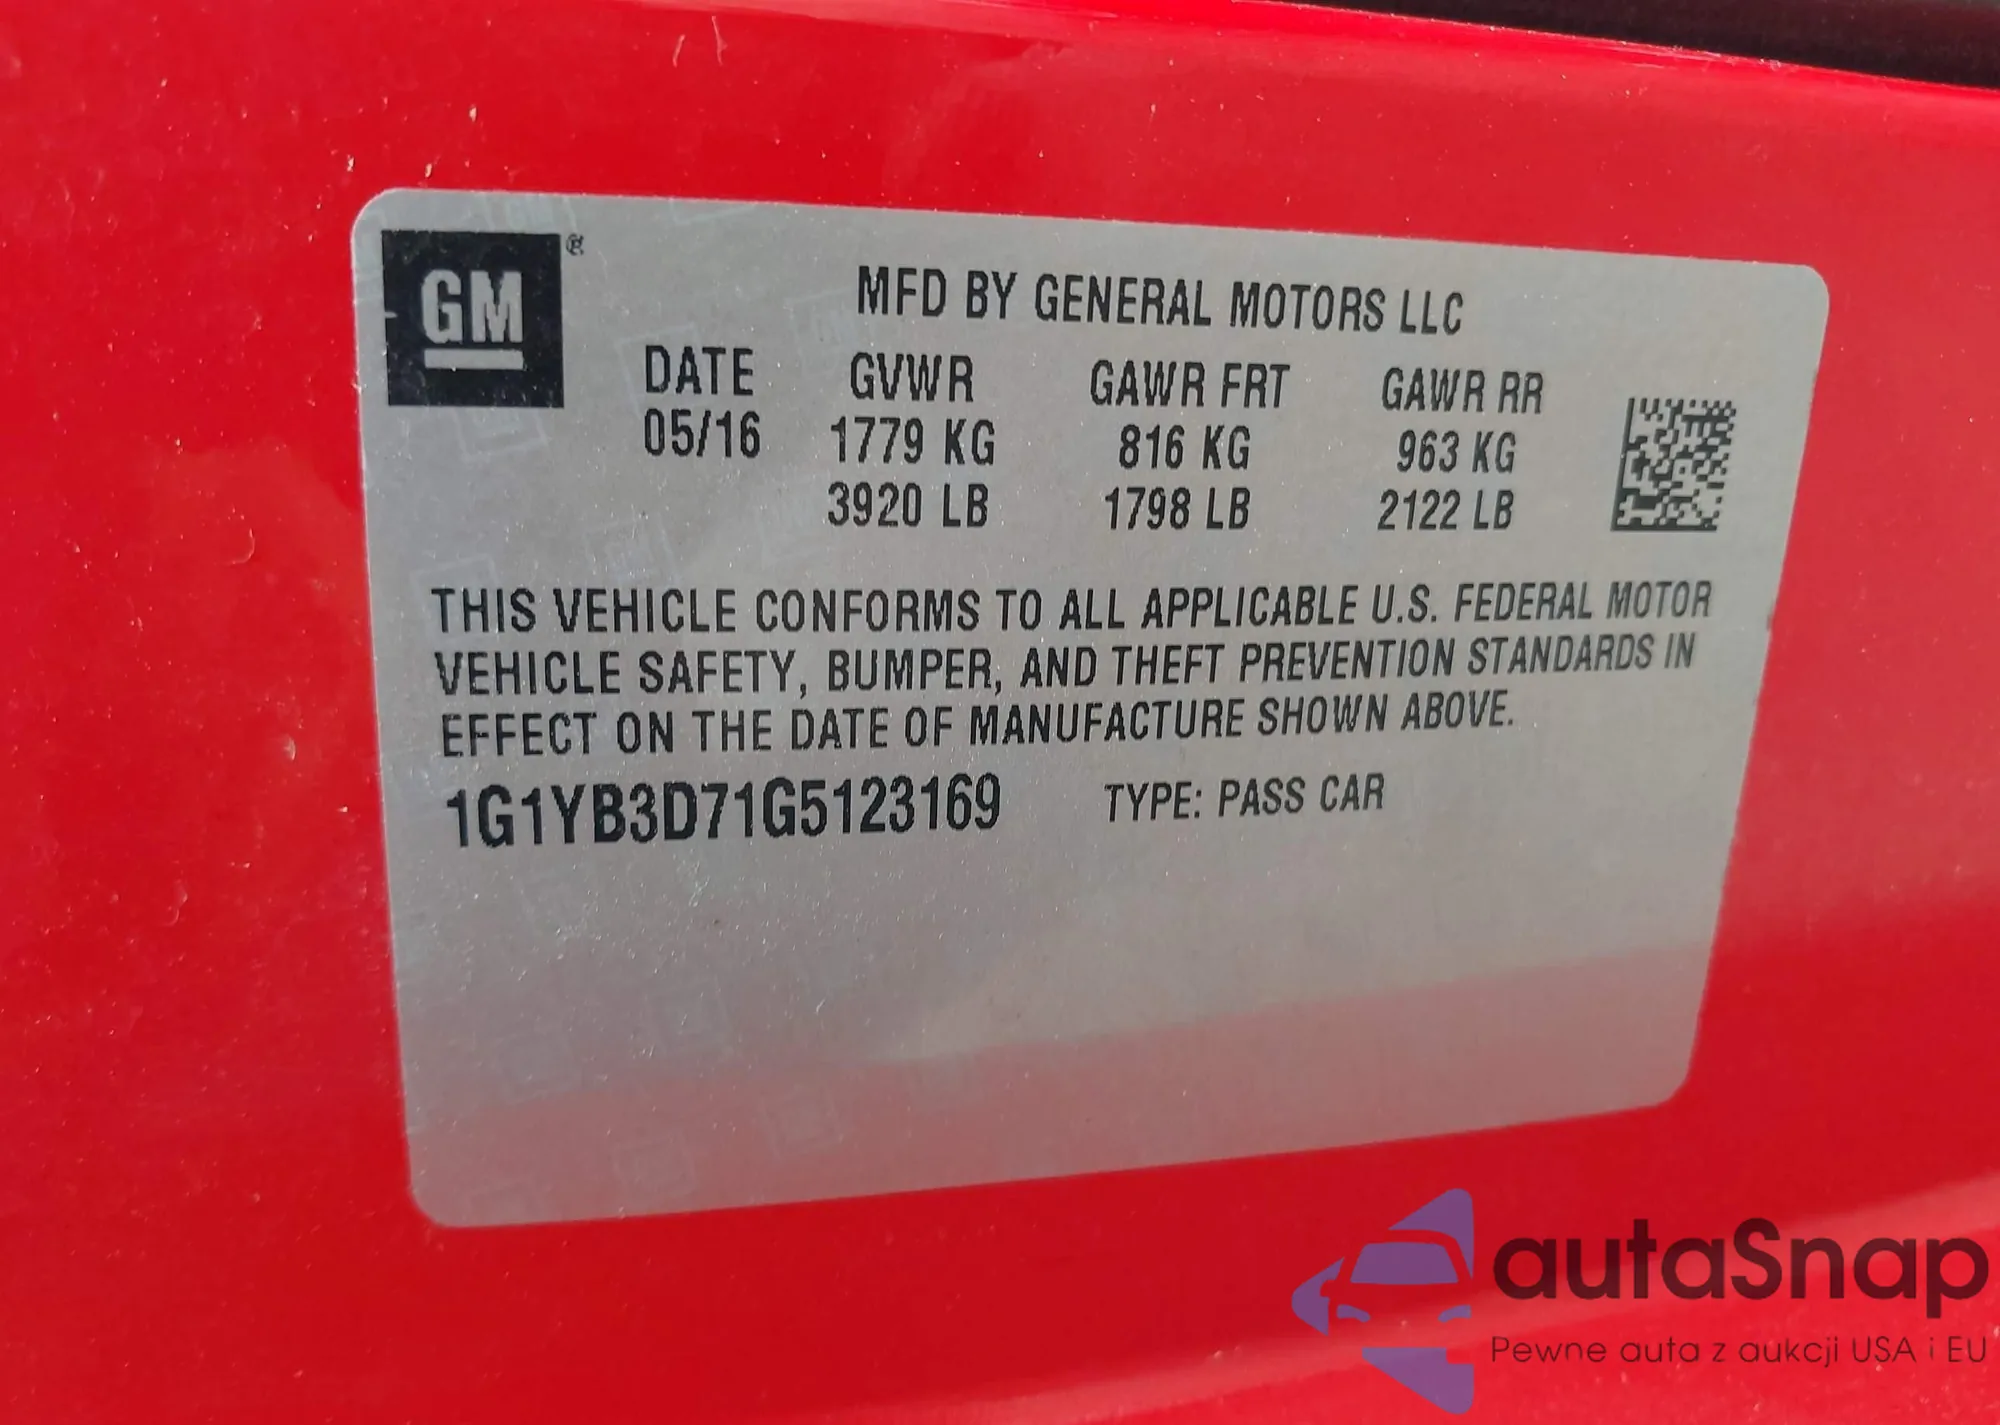 GM ®
MFD BY GENERAL MOTORS LLC
DATE GVWR GAWR FRT GAWR RR
05/16 1779 KG 816 KG 963 KG
3920 LB 1798 LB 2122 LB
THIS VEHICLE CONFORMS TO ALL APPLICABLE U.S. FEDERAL MOTOR
VEHICLE SAFETY, BUMPER, AND THEFT PREVENTION STANDARDS IN
EFFECT ON THE DATE OF MANUFACTURE SHOWN ABOVE.
1G1YB3D71G5123169 TYPE: PASS CAR
autaSnap
Pewne auta z aukcji USA i EU